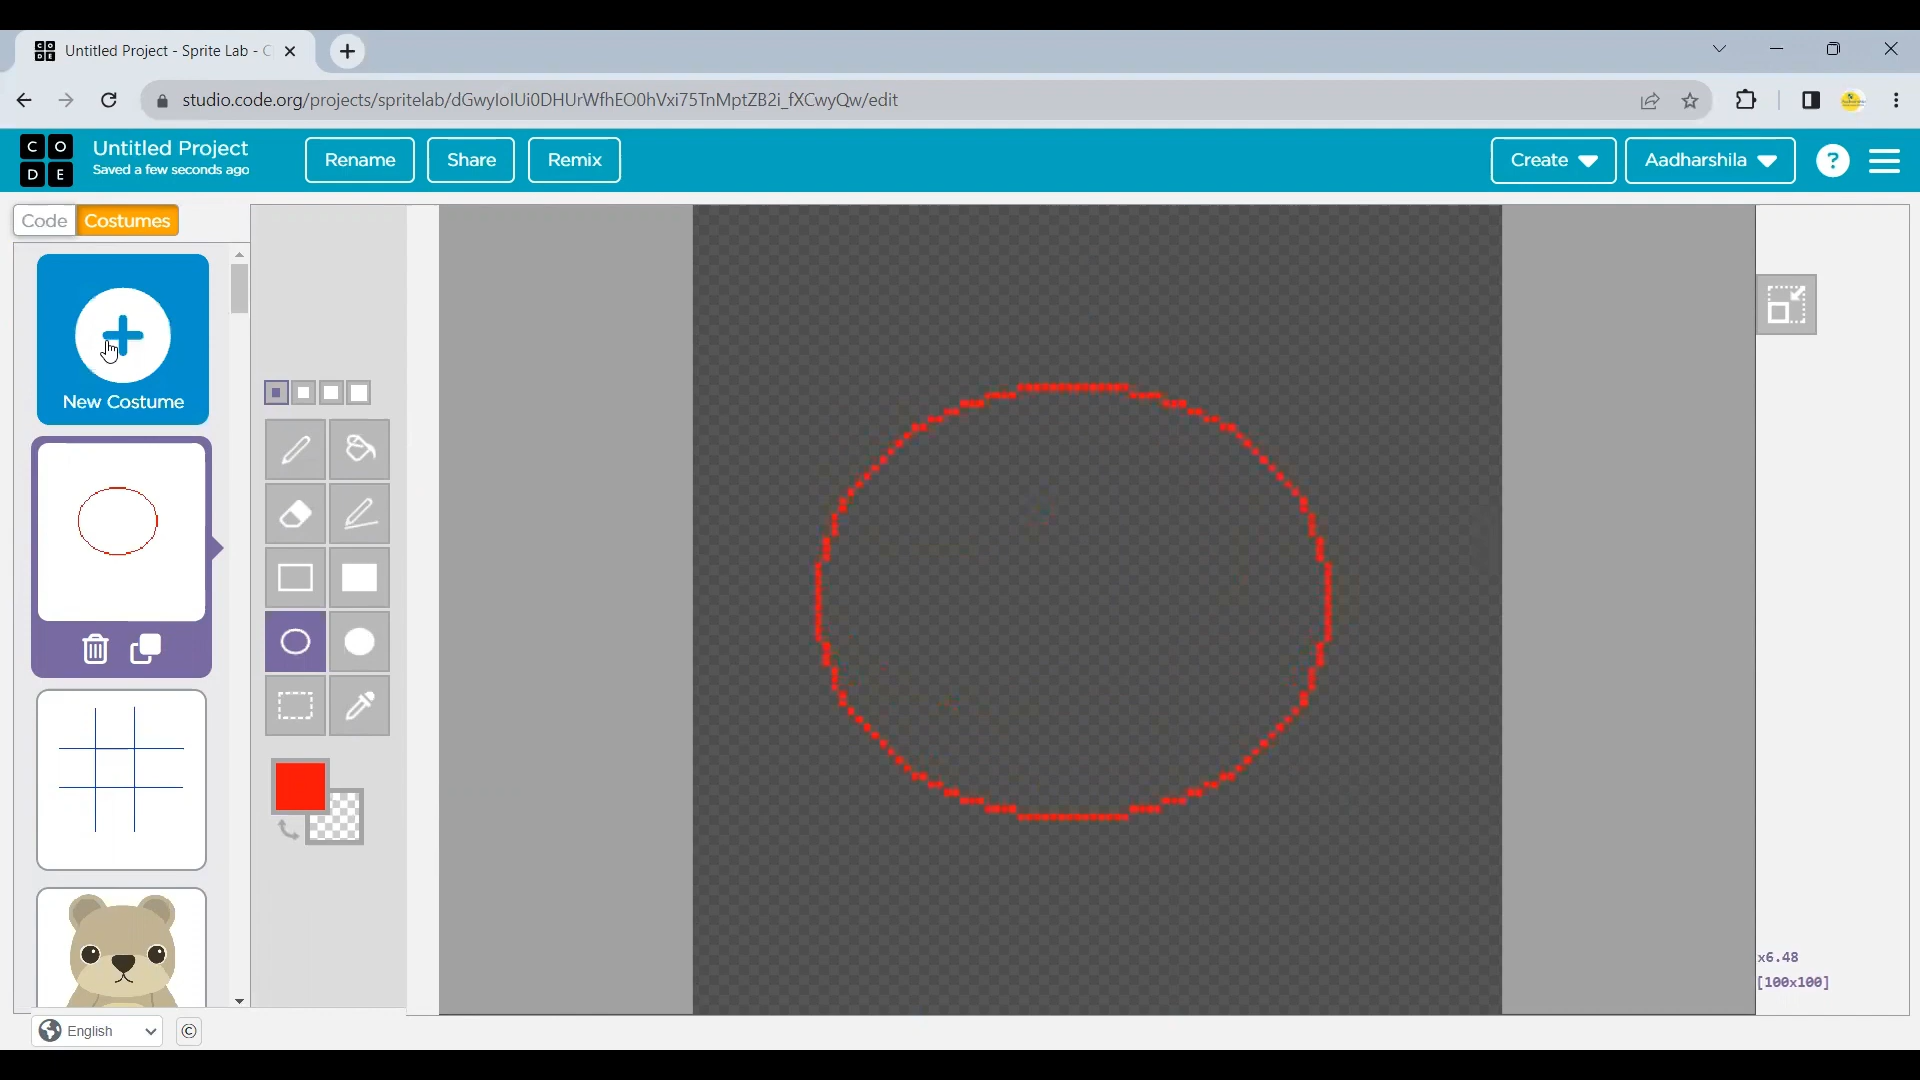 Untitled Project - Sprite Lab - C
studio.code.org/projects/spritelab/dGwyloIUi0DHUrWfhEO0hVxi75TnMptZB2i_fXCwyQw/edit
C O
D E
Untitled Project
Saved a few seconds ago
Rename
Share
Remix
Create
Aadharshila
?
Code
Costumes
New Costume
x6.48
[100x100]
English
©